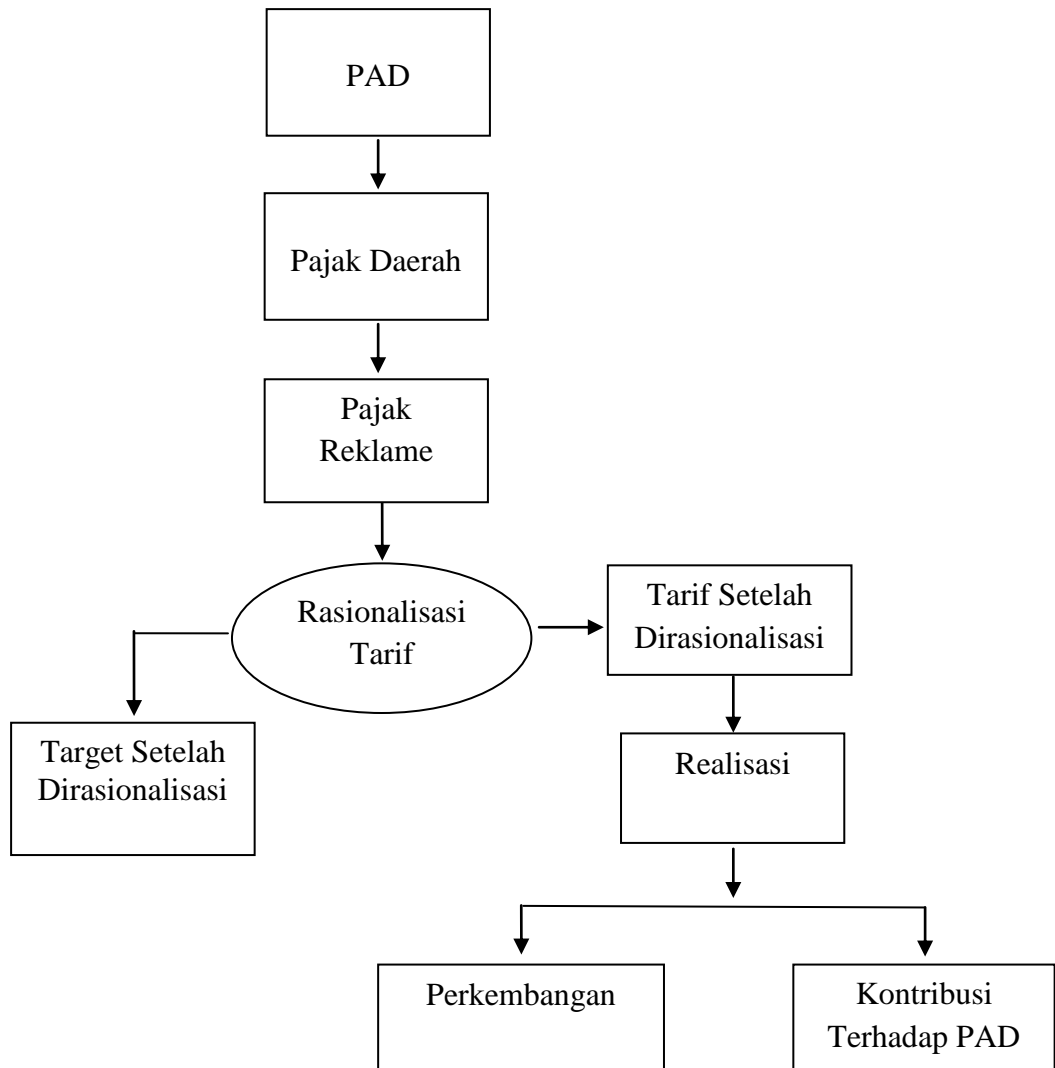 PAD
Pajak Daerah
Pajak
Reklame
Rasionalisasi
Tarif
Tarif Setelah
Dirasionalisasi
Target Setelah
Dirasionalisasi
Realisasi
Perkembangan
Kontribusi
Terhadap PAD